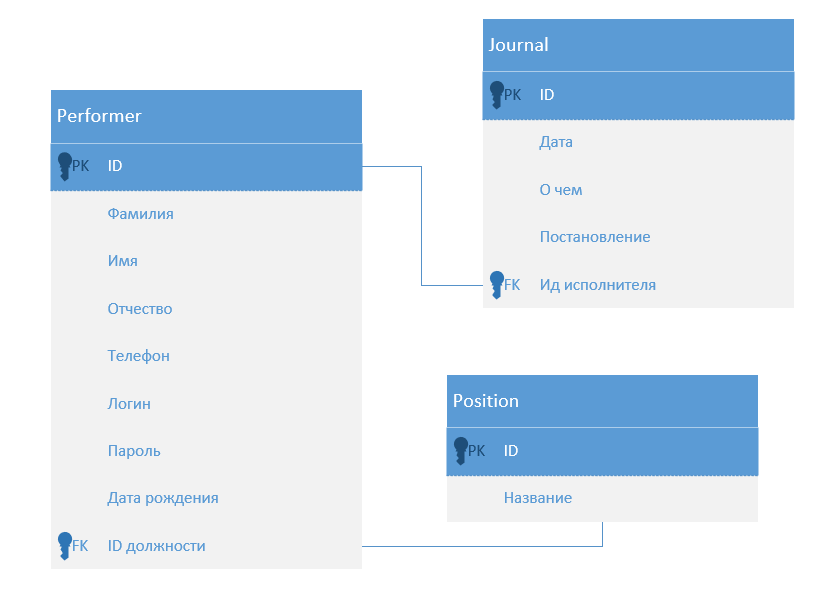 Performer
PK ID
Фамилия
Имя
Отчество
Телефон
Логин
Пароль
Дата рождения
FK ID должности
Journal
PK ID
Дата
О чем
Постановление
FK Ид исполнителя
Position
PK ID
Название